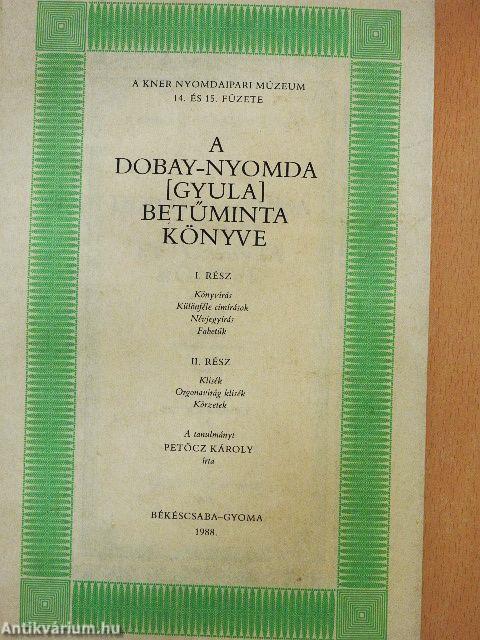 A KNER NYOMDAIPARI MÚZEUM
14. ÉS 15. FÜZETE
A
DOBAY-NYOMDA
[GYULA]
BETŰMINTA
KÖNYVE
I. RÉSZ
Könyvírás
Különféle címírások
Névjegyírás
Fabetűk
II. RÉSZ
Klisék
Orgonavirág klisék
Körzetek
A tanulmányt
PETŐCZ KÁROLY
írta
BÉKÉSCSABA–GYOMA
1988.
Antikvárium.hu